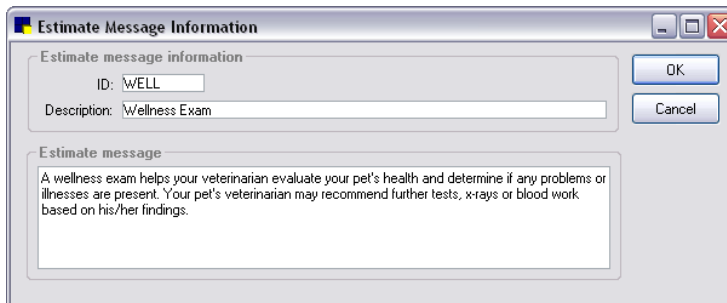 Estimate Message Information
Estimate message information
ID: WELL
OK
Description: Wellness Exam
Cancel
Estimate message
A wellness exam helps your veterinarian evaluate your pet's health and determine if any problems or
illnesses are present. Your pet's veterinarian may recommend further tests, x-rays or blood work
based on his/her findings.